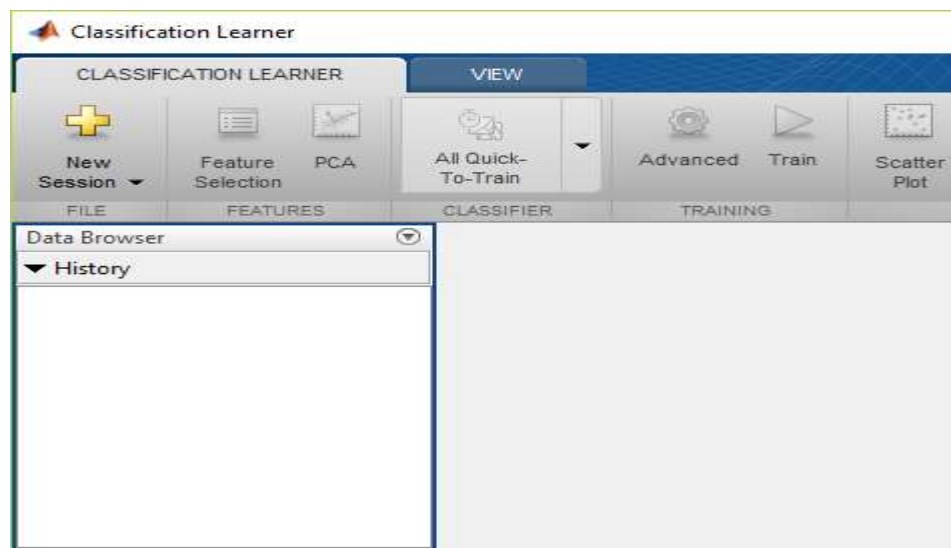 Classification Learner
CLASSIFICATION LEARNER
VIEW
New Session
Feature Selection
PCA
All Quick-To-Train
Advanced
Train
Scatter Plot
FILE
FEATURES
CLASSIFIER
TRAINING
Data Browser
History